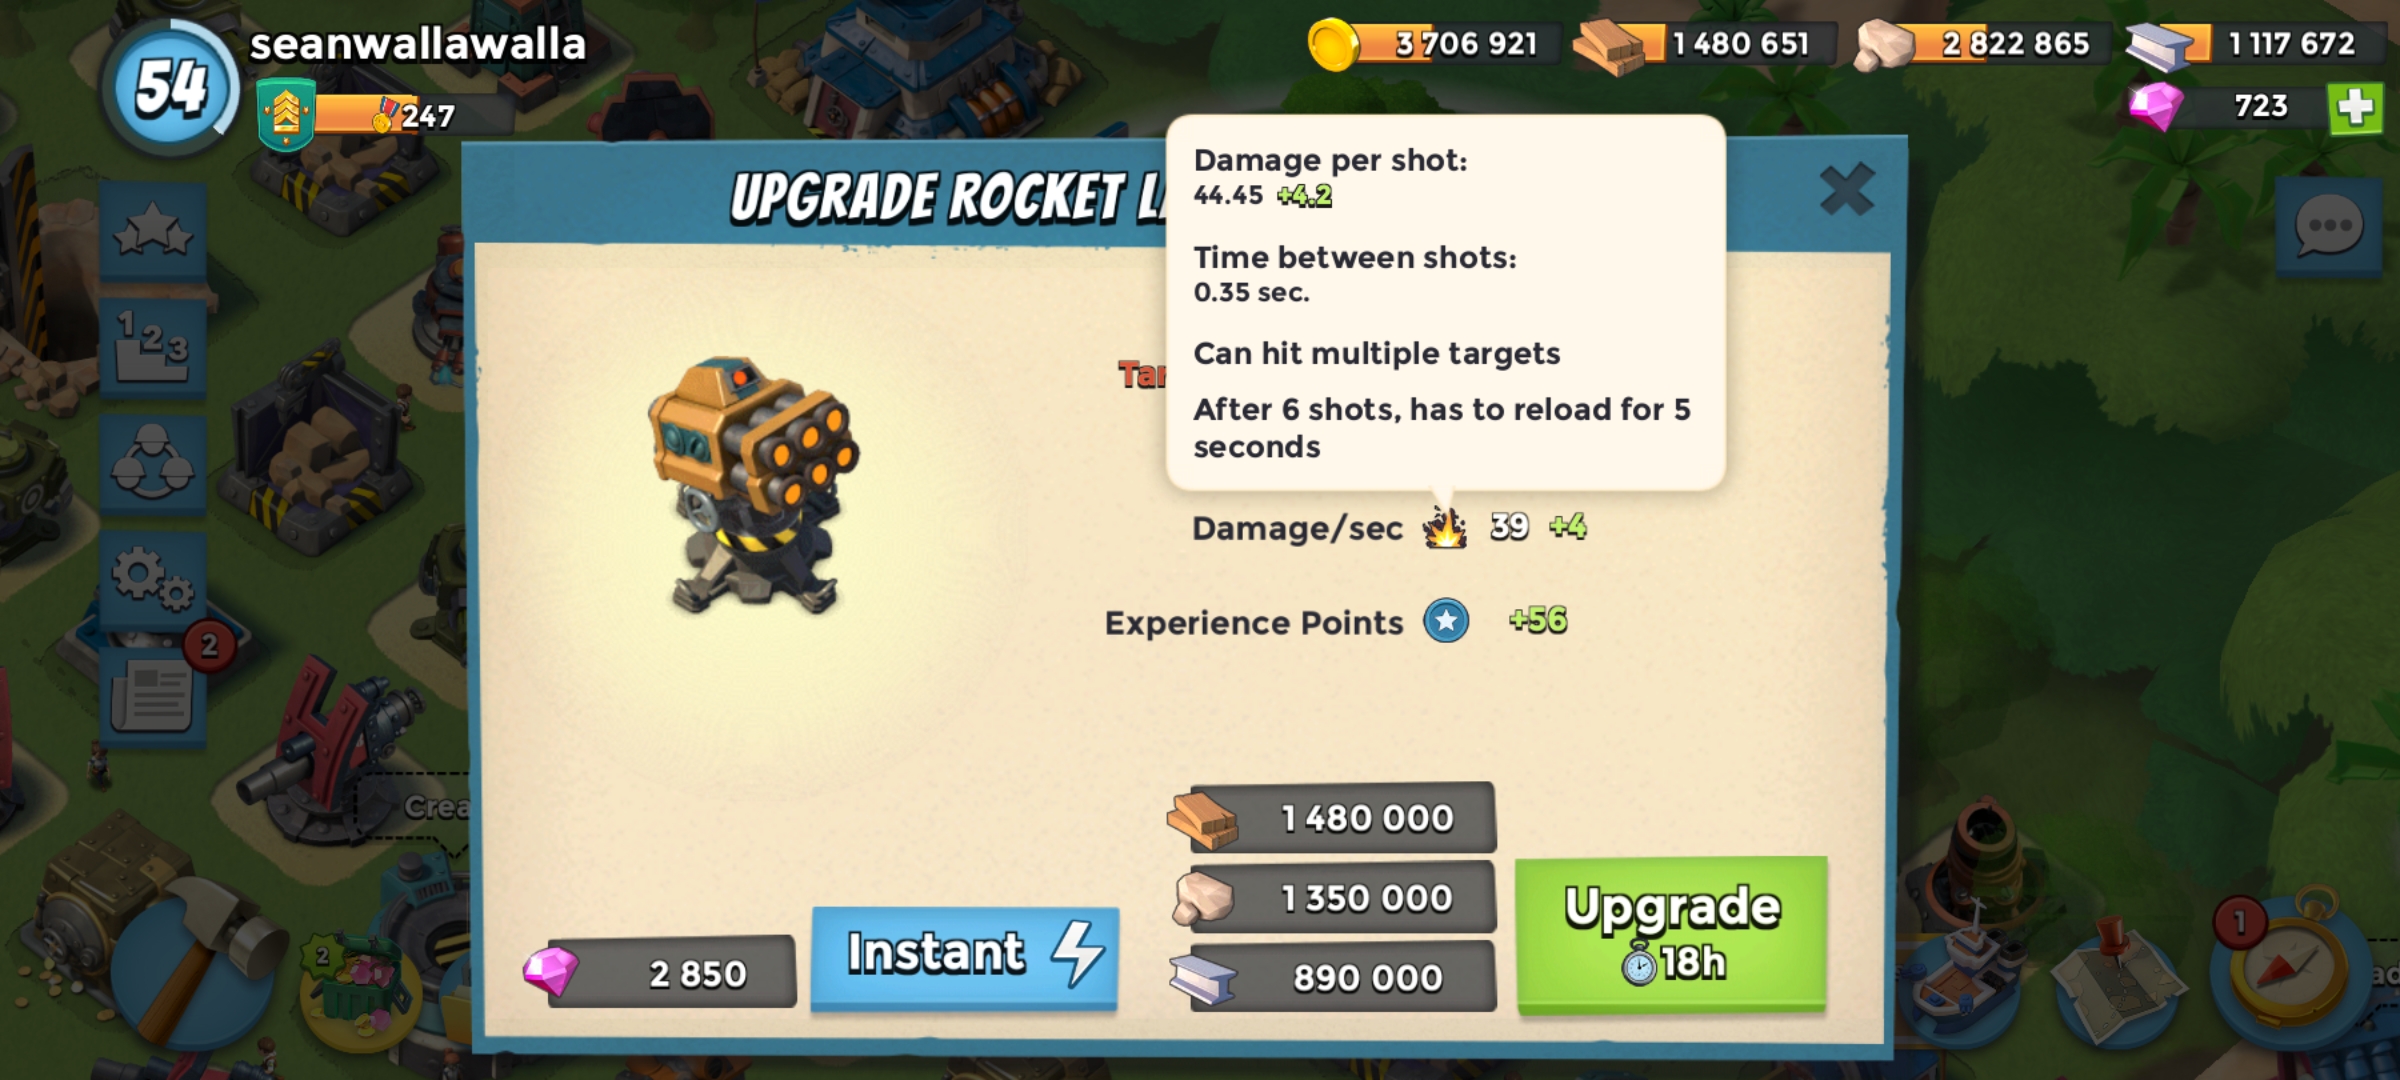 54
seanwallawalla
247
3 706 921
1 480 651
2 822 865
1 117 672
723
UPGRADE ROCKET
Damage per shot:
44.45 +4.2
Time between shots:
0.35 sec.
Can hit multiple targets
After 6 shots, has to reload for 5
seconds
Damage/sec 39 +4
Experience Points +56
1 2 3
2
1 480 000
1 350 000
890 000
2 850
Instant
Upgrade
18h
2
1